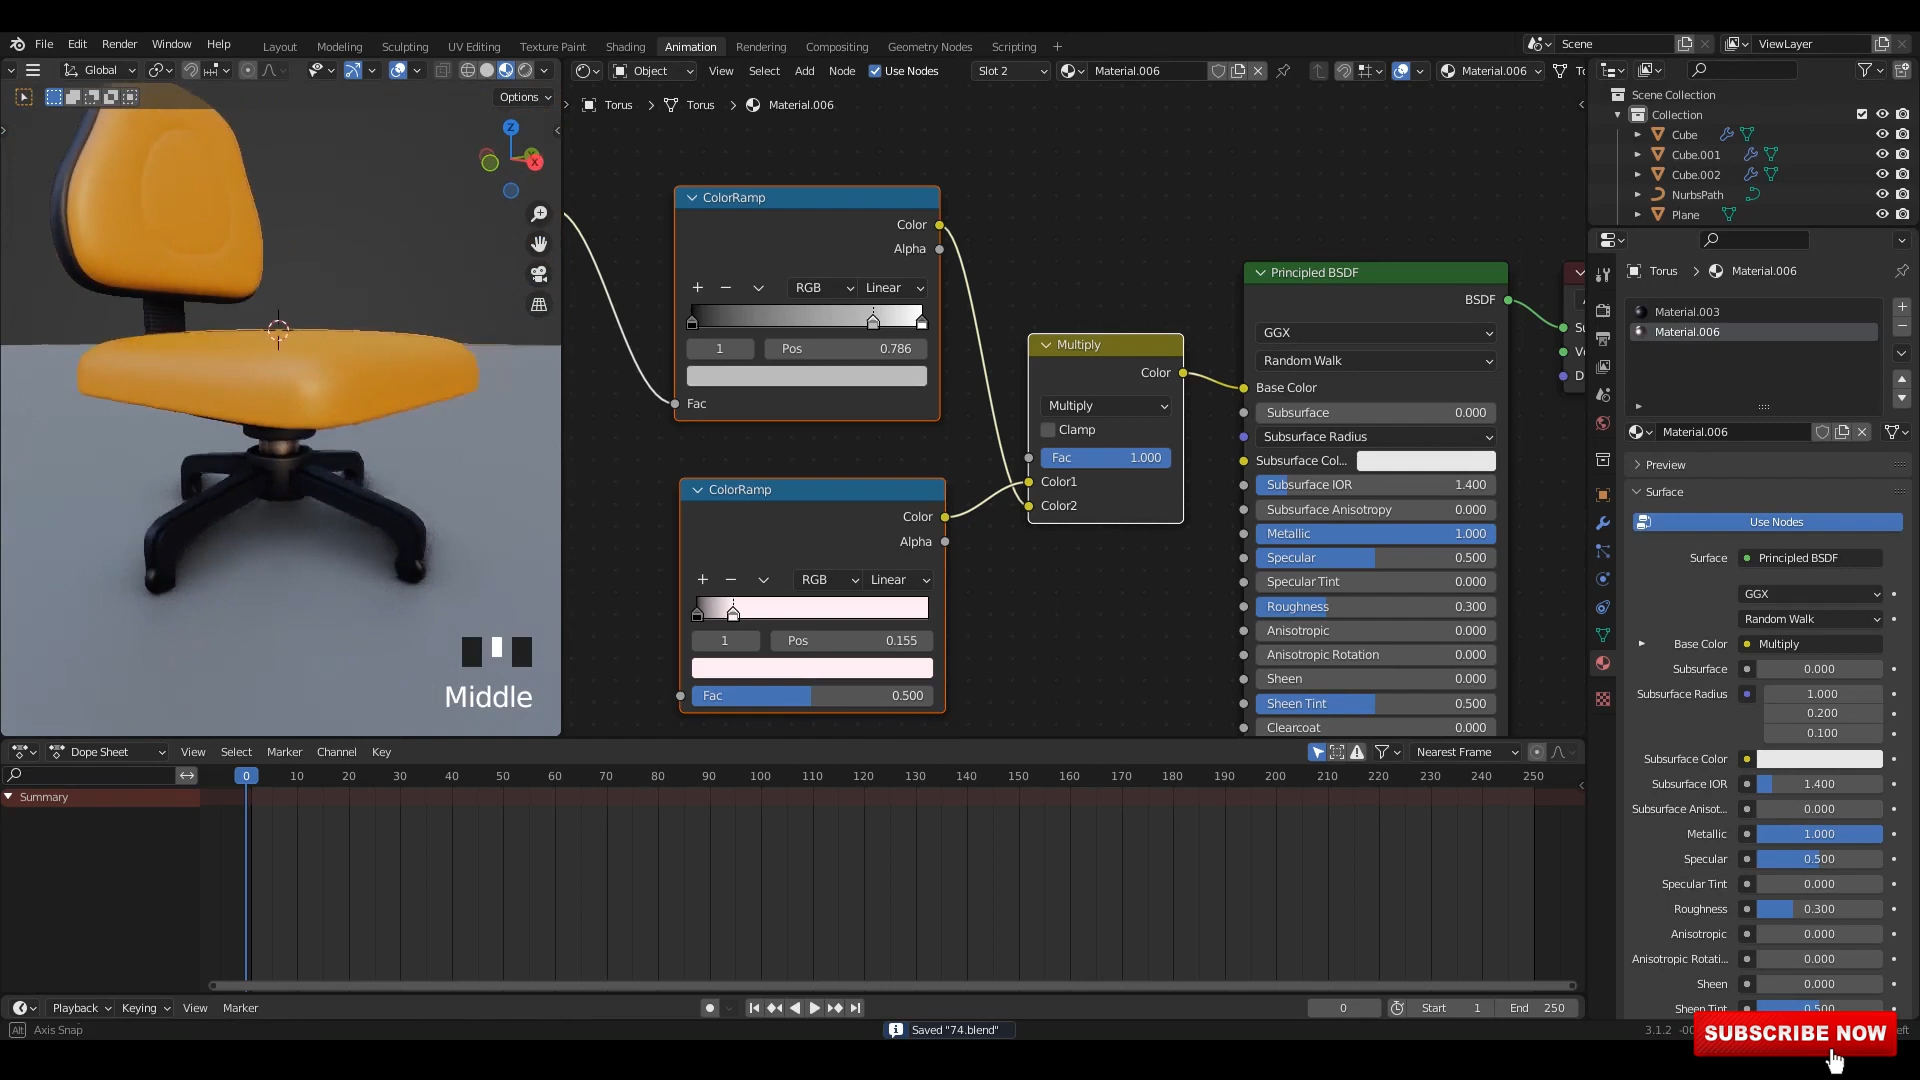 File Edit Render Window Help
Layout Modeling Sculpting UV Editing Texture Paint Shading Animation Rendering Compositing Geometry Nodes Scripting +
Scene
ViewLayer
Global
Object View Select Add Node Use Nodes Slot 2 Material.006 Material.006
Options
Torus > Torus > Material.006
Scene Collection
Collection
Cube
Cube.001
Cube.002
NurbsPath
Plane
ColorRamp
Color
Alpha
RGB Linear
1 Pos 0.786
Fac
ColorRamp
Color
Alpha
RGB Linear
1 Pos 0.155
Fac 0.500
Multiply
Color
Multiply
Clamp
Fac 1.000
Color1
Color2
Principled BSDF
BSDF
GGX
Random Walk
Base Color
Subsurface 0.000
Subsurface Radius
Subsurface Col...
Subsurface IOR 1.400
Subsurface Anisotropy 0.000
Metallic 1.000
Specular 0.500
Specular Tint 0.000
Roughness 0.300
Anisotropic 0.000
Anisotropic Rotation 0.000
Sheen 0.000
Sheen Tint 0.500
Clearcoat 0.000
Torus > Material.006
Material.003
Material.006
Material.006
Preview
Surface
Use Nodes
Surface Principled BSDF
GGX
Random Walk
Base Color Multiply
Subsurface 0.000
Subsurface Radius 1.000
0.200
0.100
Subsurface Color
Subsurface IOR 1.400
Subsurface Anisot... 0.000
Metallic 1.000
Specular 0.500
Specular Tint 0.000
Roughness 0.300
Anisotropic 0.000
Anisotropic Rotati... 0.000
Sheen 0.000
Sheen Tint 0.500
Middle
Dope Sheet View Select Marker Channel Key Nearest Frame
0 10 20 30 40 50 60 70 80 90 100 110 120 130 140 150 160 170 180 190 200 210 220 230 240 250
Summary
Playback Keying View Marker 0 Start 1 End 250
Alt Axis Snap Saved "74.blend" 3.1.2
SUBSCRIBE NOW